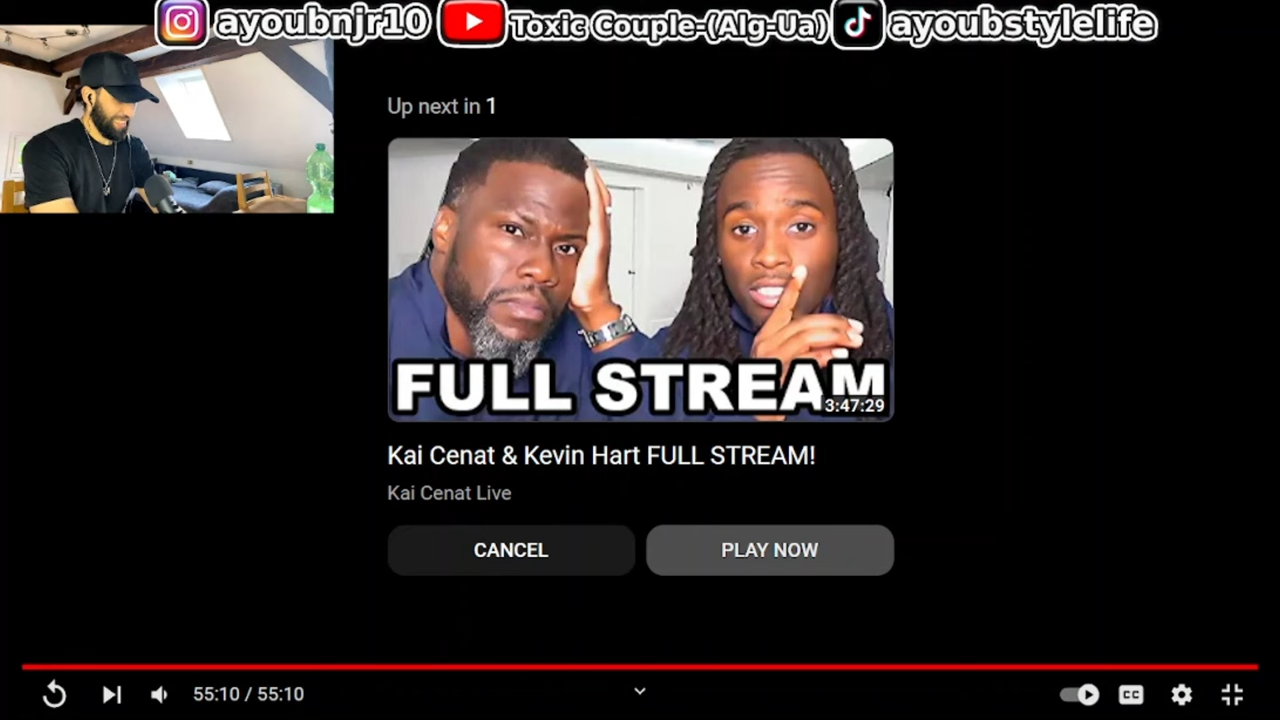 ayoubnjr10 Toxic Couple-(Alg-Ua) ayoubstylelife
Up next in 1
FULL STREAM
3:47:29
Kai Cenat & Kevin Hart FULL STREAM!
Kai Cenat Live
CANCEL PLAY NOW
55:10 / 55:10
CC